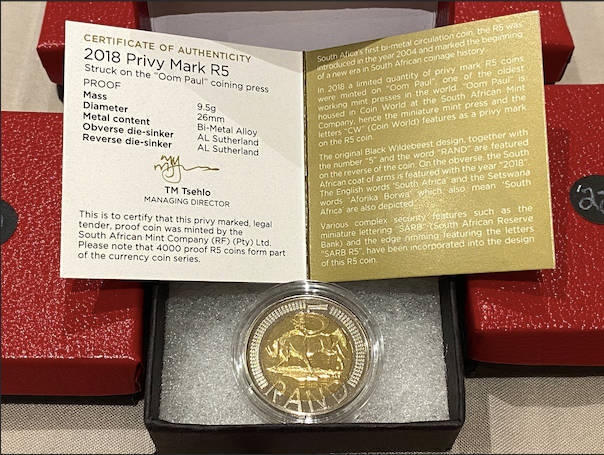 CERTIFICATE OF AUTHENTICITY
2018 Privy Mark R5
Struck on the "Oom Paul" coining press
PROOF
Mass 9.5g
Diameter 26mm
Metal content Bi-Metal Alloy
Obverse die-sinker AL Sutherland
Reverse die-sinker AL Sutherland
TM Tsehlo
MANAGING DIRECTOR
This is to certify that this privy marked, legal
tender, proof coin was minted by the
South African Mint Company (RF) (Pty) Ltd.
Please note that 4000 proof R5 coins form part
of the currency coin series.
South Africa's first bi-metal circulation coin, the R5 was
introduced in the year 2004 and marked the beginning
of a new era in South African coinage history.
In 2018 a limited quantity of privy mark R5 coins
were minted on "Oom Paul" one of the oldest
working mint presses in the world. "Oom Paul" is
housed in Coin World at the South African Mint
Company, hence the miniature mint press and the
letters "CW" (Coin World) features as a privy mark
on the R5 coin.
The original Black Wildebeest design, together with
the number "5" and the word "RAND" are featured
on the reverse of the coin. On the obverse, the South
African coat of arms is featured with the year "2018".
The English words 'South Africa' and the Setswana
words 'Aforika Borwa' which also mean 'South
Africa' are also depicted.
Various complex security features such as the
miniature lettering 'SARB' (South African Reserve
Bank) and the edge rimming featuring the letters
"SARB R5", have been incorporated into the design
of this R5 coin.
5
RAND